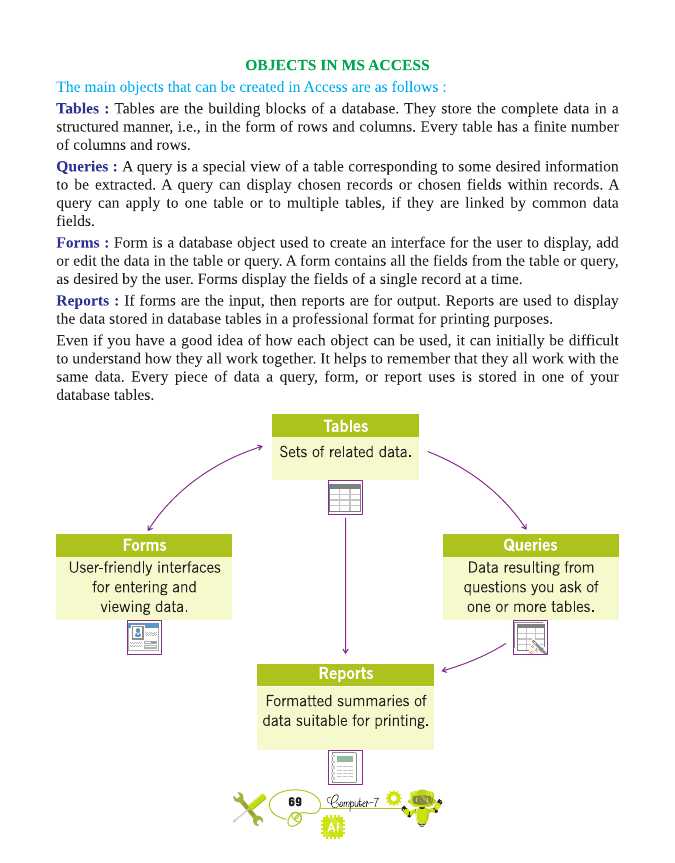 OBJECTS IN MS ACCESS
The main objects that can be created in Access are as follows :
Tables : Tables are the building blocks of a database. They store the complete data in a
structured manner, i.e., in the form of rows and columns. Every table has a finite number
of columns and rows.
Queries : A query is a special view of a table corresponding to some desired information
to be extracted. A query can display chosen records or chosen fields within records. A
query can apply to one table or to multiple tables, if they are linked by common data
fields.
Forms : Form is a database object used to create an interface for the user to display, add
or edit the data in the table or query. A form contains all the fields from the table or query,
as desired by the user. Forms display the fields of a single record at a time.
Reports : If forms are the input, then reports are for output. Reports are used to display
the data stored in database tables in a professional format for printing purposes.
Even if you have a good idea of how each object can be used, it can initially be difficult
to understand how they all work together. It helps to remember that they all work with the
same data. Every piece of data a query, form, or report uses is stored in one of your
database tables.
Tables
Sets of related data.
Forms
User-friendly interfaces
for entering and
viewing data.
Queries
Data resulting from
questions you ask of
one or more tables.
Reports
Formatted summaries of
data suitable for printing.
69
Computer-7
AI